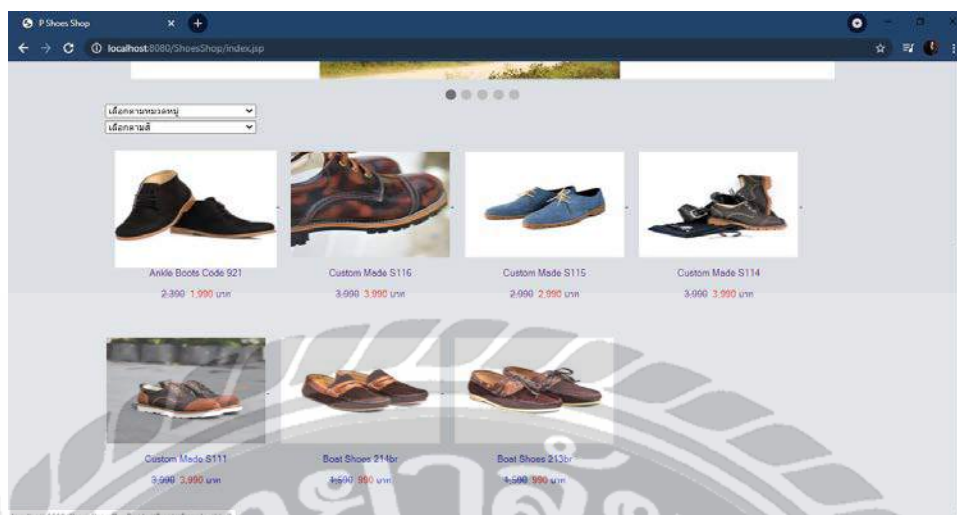 P Shoes Shop
localhost:8080/ShoesShop/index.jsp
เลือกตามหมวดหมู่
เลือกตามสี
Ankle Boots Code 921 Custom Made S116 Custom Made S115 Custom Made S114
2,390 1,990 บาท 3,990 3,990 บาท 2,990 2,990 บาท 3,990 3,990 บาท
Custom Made S111 Boat Shoes 214br Boat Shoes 213br
3,990 3,990 บาท 1,590 990 บาท 1,590 990 บาท